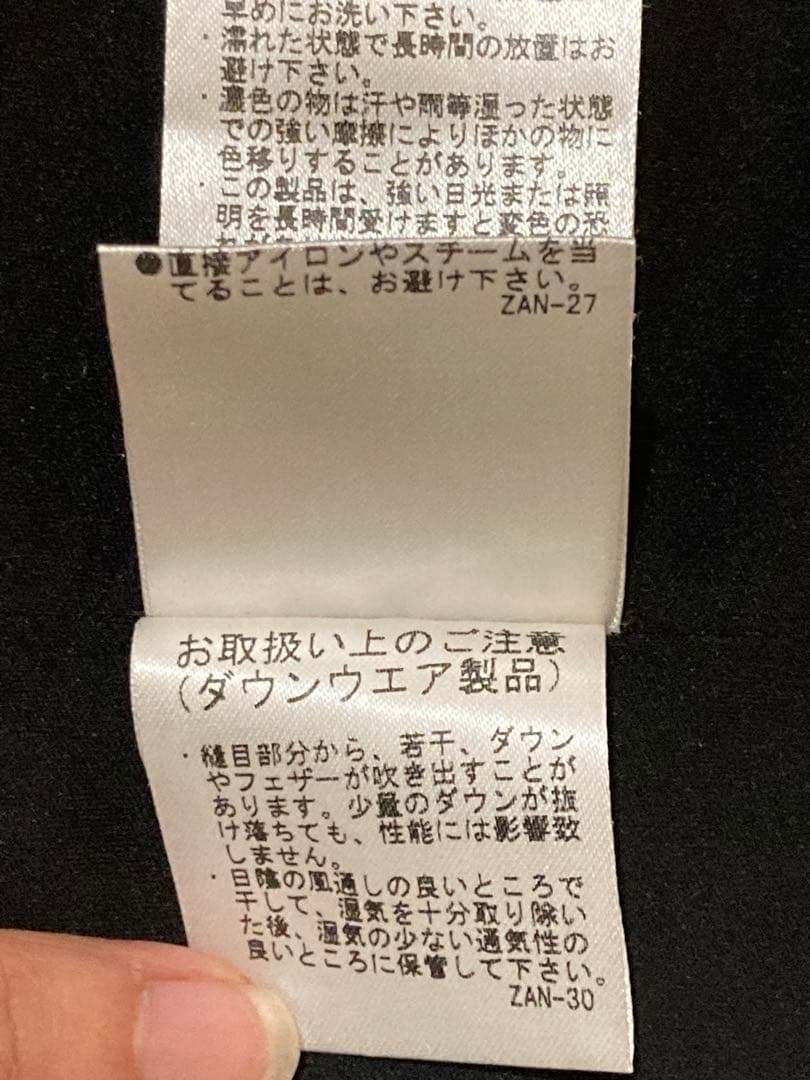 早めにお洗い下さい。
・濡れた状態で長時間の放置はお
避け下さい。
・濃色の物は汗や雨等湿った状態
での強い摩擦によりほかの物に
色移りすることがあります。
・この製品は、強い日光または照
明を長時間受けますと変色の恐
●直接アイロンやスチームを当
てることは、お避け下さい。
ZAN-27
お取扱い上のご注意
(ダウンウエア製品)
・縫目部分から、若干、ダウン
やフェザーが吹き出すことが
あります。少量のダウンが抜
け落ちても、性能には影響致
しません。
・日陰の風通しの良いところで
干して、湿気を十分取り除い
た後、湿気の少ない通気性の
良いところに保管して下さい。
ZAN-30